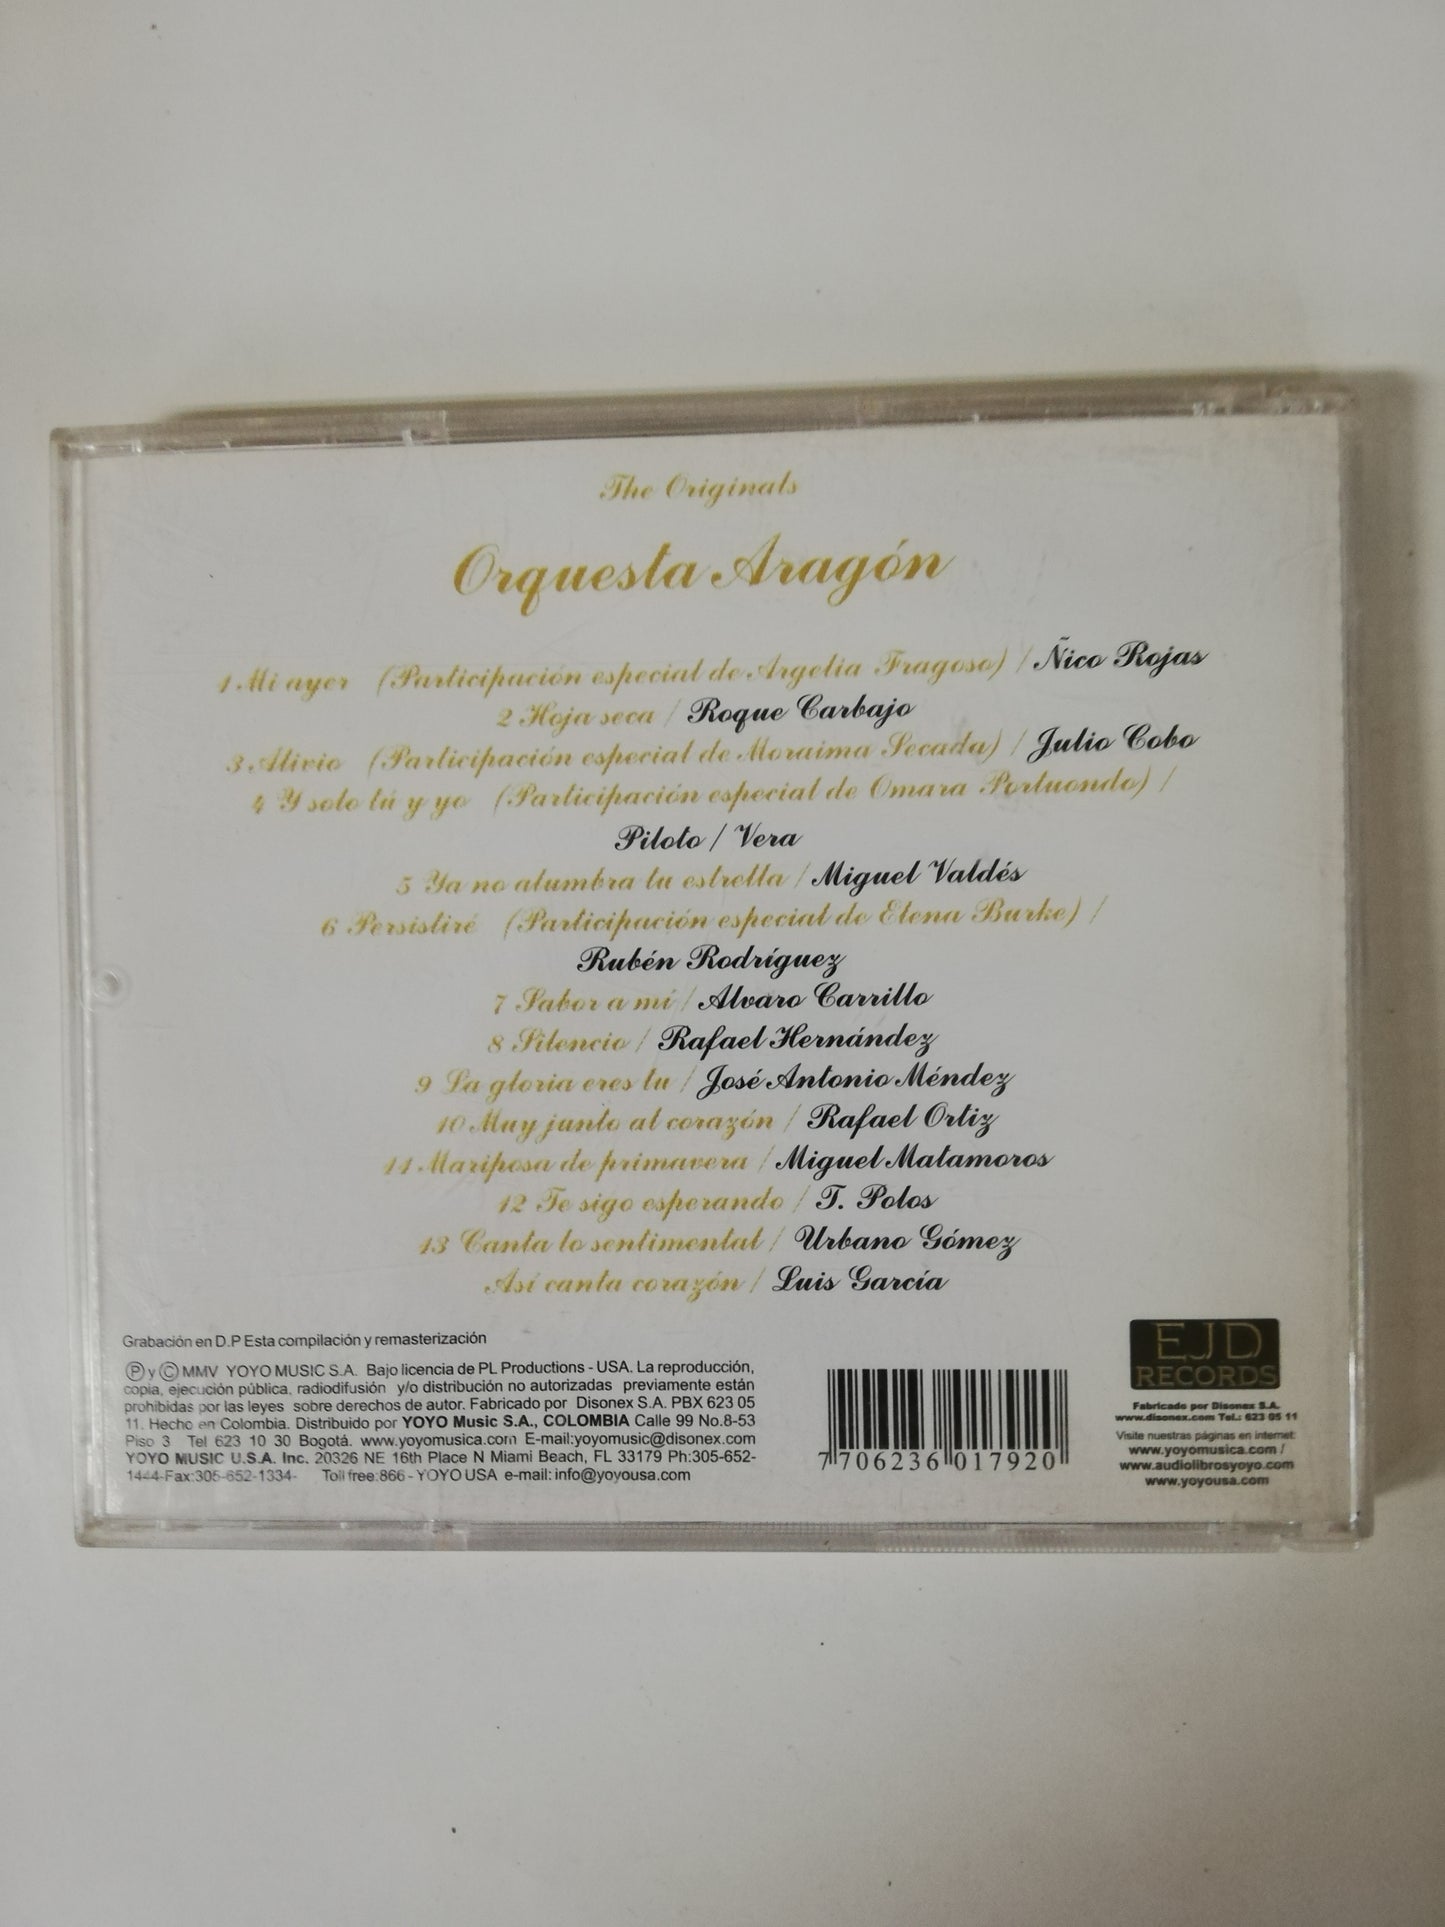 The Originals
Orquesta Aragón
1 Mi ayer (Participación especial de Argelia Fragoso) / Ñico Rojas
2 Hoja seca / Roque Carbajo
3 Alivio (Participación especial de Moraima Secada) / Julio Cobo
4 Y solo tú y yo (Participación especial de Omara Portuondo) /
Piloto / Vera
5 Ya no alumbra tu estrella / Miguel Valdés
6 Persistiré (Participación especial de Elena Burke) /
Rubén Rodríguez
7 Sabor a mí / Alvaro Carrillo
8 Silencio / Rafael Hernández
9 La gloria eres tu / José Antonio Méndez
10 Muy junto al corazón / Rafael Ortiz
11 Mariposa de primavera / Miguel Matamoros
12 Te sigo esperando / T. Polos
13 Canta lo sentimental / Urbano Gómez
Así canta corazón / Luis García
Grabación en D.P Esta compilación y remasterización
Ⓟ y © MMV YOYO MUSIC S.A. Bajo licencia de PL Productions - USA. La reproducción,
copia, ejecución pública, radiodifusión y/o distribución no autorizadas previamente están
prohibidas por las leyes sobre derechos de autor. Fabricado por Disonex S.A. PBX 623 05
11. Hecho en Colombia. Distribuido por YOYO Music S.A., COLOMBIA Calle 99 No.8-53
Piso 3 Tel 623 10 30 Bogotá. www.yoyomusica.com E-mail:yoyomusic@disonex.com
YOYO MUSIC U.S.A. Inc. 20326 NE 16th Place N Miami Beach, FL 33179 Ph:305-652-
1444-Fax:305-652-1334- Toll free:866 - YOYO USA e-mail: info@yoyousa.com
7 706236 017920
EJD
RECORDS
Fabricado por Disonex S.A.
www.disonex.com Tel.: 623 05 11
Visite nuestras páginas en internet:
www.yoyomusica.com /
www.audiolibrosyoyo.com
www.yoyousa.com